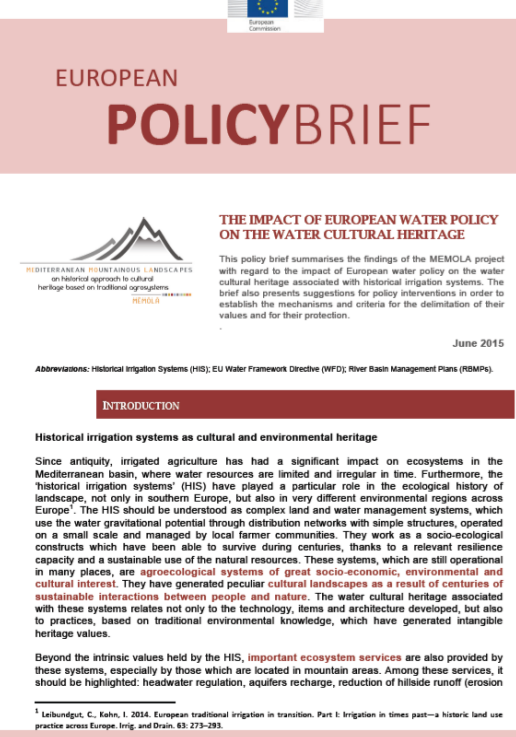 European
Commission
EUROPEAN
POLICYBRIEF
THE IMPACT OF EUROPEAN WATER POLICY
ON THE WATER CULTURAL HERITAGE
MEDITERRANEAN MOUNTAINOUS LANDSCAPES
an historical approach to cultural
heritage based on traditional agrosystems
MEMOLA
This policy brief summarises the findings of the MEMOLA project
with regard to the impact of European water policy on the water
cultural heritage associated with historical irrigation systems. The
brief also presents suggestions for policy interventions in order to
establish the mechanisms and criteria for the delimitation of their
values and for their protection.
.
June 2015
Abbreviations: Historical Irrigation Systems (HIS); EU Water Framework Directive (WFD); River Basin Management Plans (RBMPs).
INTRODUCTION
Historical irrigation systems as cultural and environmental heritage
Since antiquity, irrigated agriculture has had a significant impact on ecosystems in the
Mediterranean basin, where water resources are limited and irregular in time. Furthermore, the
‘historical irrigation systems’ (HIS) have played a particular role in the ecological history of
landscape, not only in southern Europe, but also in very different environmental regions across
Europe¹. The HIS should be understood as complex land and water management systems, which
use the water gravitational potential through distribution networks with simple structures, operated
on a small scale and managed by local farmer communities. They work as a socio-ecological
constructs which have been able to survive during centuries, thanks to a relevant resilience
capacity and a sustainable use of the natural resources. These systems, which are still operational
in many places, are agroecological systems of great socio-economic, environmental and
cultural interest. They have generated peculiar cultural landscapes as a result of centuries of
sustainable interactions between people and nature. The water cultural heritage associated
with these systems relates not only to the technology, items and architecture developed, but also
to practices, based on traditional environmental knowledge, which have generated intangible
heritage values.
Beyond the intrinsic values held by the HIS, important ecosystem services are also provided by
these systems, especially by those which are located in mountain areas. Among these services, it
should be highlighted: headwater regulation, aquifers recharge, reduction of hillside runoff (erosion
¹ Leibundgut, C., Kohn, I. 2014. European traditional irrigation in transition. Part I: Irrigation in times past—a historic land use
practice across Europe. Irrig. and Drain. 63: 273–293.